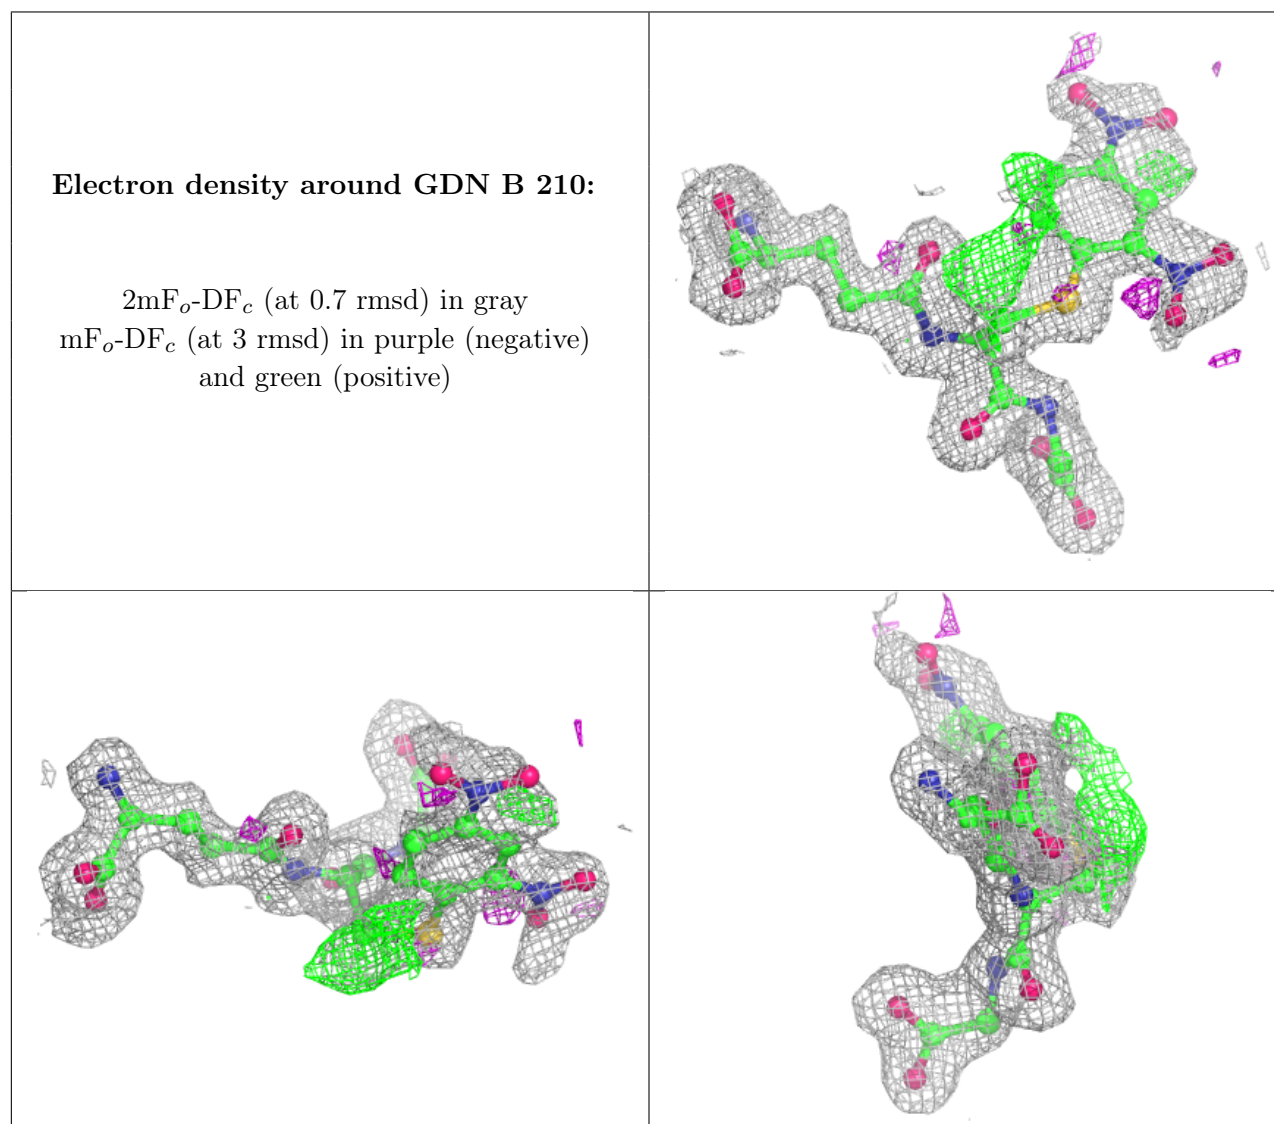 Electron density around GDN B 210:
2mFo-DFc (at 0.7 rmsd) in gray
mFo-DFc (at 3 rmsd) in purple (negative)
and green (positive)